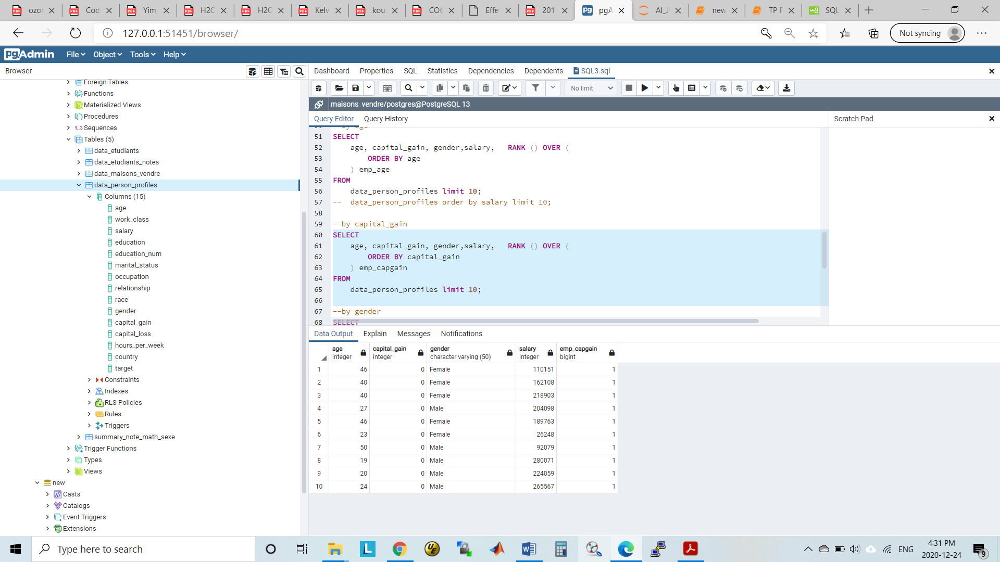 ozo
Cod
Yim_
H2C
H2C
Kelv
kou
CO
Effe
201
pgA
AI_J
new
TP F
SQL
127.0.0.1:51451/browser/
Not syncing
pgAdmin File Object Tools Help
Browser
Foreign Tables
Functions
Materialized Views
Procedures
1..3 Sequences
Tables (5)
data_etudiants
data_etudiants_notes
data_maisons_vendre
data_person_profiles
Columns (15)
age
work_class
salary
education
education_num
marital_status
occupation
relationship
race
gender
capital_gain
capital_loss
hours_per_week
country
target
Constraints
Indexes
RLS Policies
Rules
Triggers
summary_note_math_sexe
Trigger Functions
Types
Views
new
Casts
Catalogs
Event Triggers
Extensions
Dashboard Properties SQL Statistics Dependencies Dependents SQL3.sql
No limit
maisons_vendre/postgres@PostgreSQL 13
Query Editor Query History
Scratch Pad
51 SELECT
52 age, capital_gain, gender,salary, RANK () OVER (
53 ORDER BY age
54 ) emp_age
55 FROM
56 data_person_profiles limit 10;
57 -- data_person_profiles order by salary limit 10;
58
59 --by capital_gain
60 SELECT
61 age, capital_gain, gender,salary, RANK () OVER (
62 ORDER BY capital_gain
63 ) emp_capgain
64 FROM
65 data_person_profiles limit 10;
66
67 --by gender
68 SELECT
Data Output Explain Messages Notifications
age capital_gain gender salary emp_capgain
integer integer character varying (50) integer bigint
1 46 0 Female 110151 1
2 40 0 Female 162108 1
3 40 0 Female 218903 1
4 27 0 Male 204098 1
5 46 0 Female 189763 1
6 23 0 Female 26248 1
7 50 0 Male 92079 1
8 19 0 Male 280071 1
9 20 0 Male 224059 1
10 24 0 Male 265567 1
Type here to search
ENG
4:31 PM
2020-12-24
9